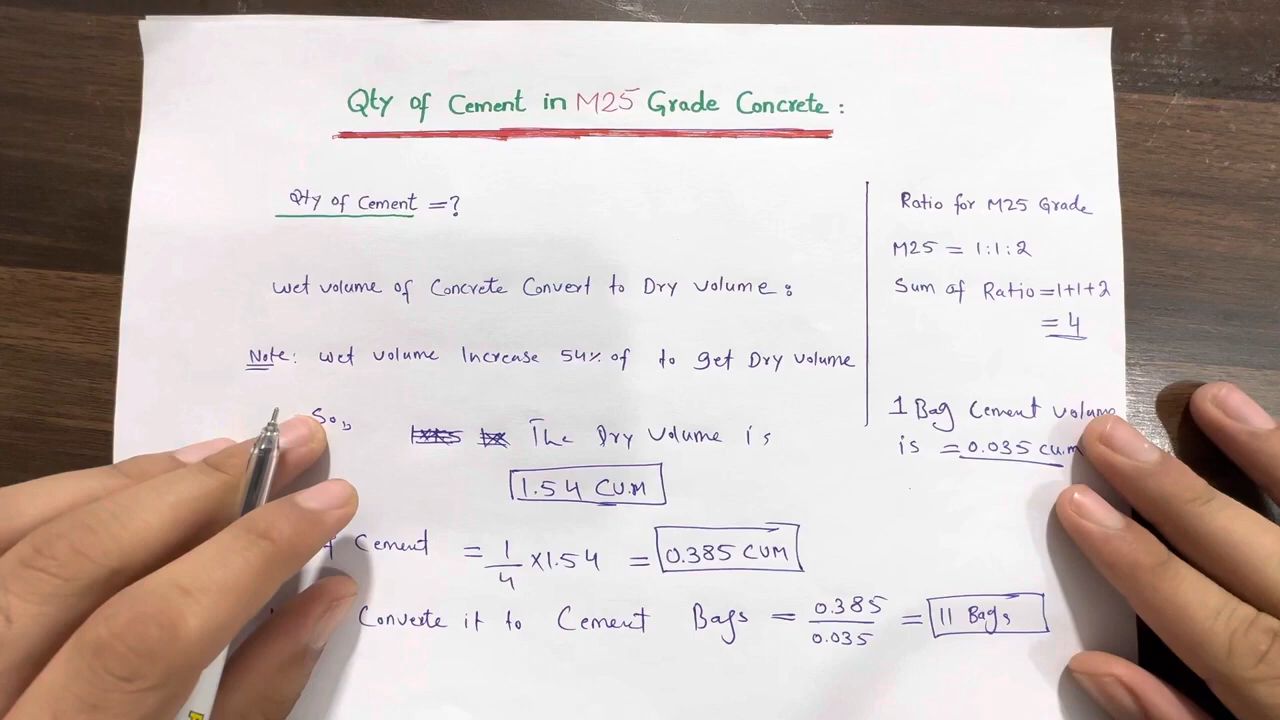 Qty of Cement in M25 Grade Concrete:
Qty of Cement =?
Wet volume of Concrete Convert to Dry volume:
Note: Wet volume Increase 54% of to get Dry volume
So,
The Dry Volume is
1.54 CU.M
Cement = 1/4 x1.54 = 0.385 CUM
Converte it to Cement Bags = 0.385/0.035 = 11 Bags
Ratio for M25 Grade
M25 = 1:1:2
Sum of Ratio =1+1+2
=4
1 Bag Cement volume
is =0.035 cu.m